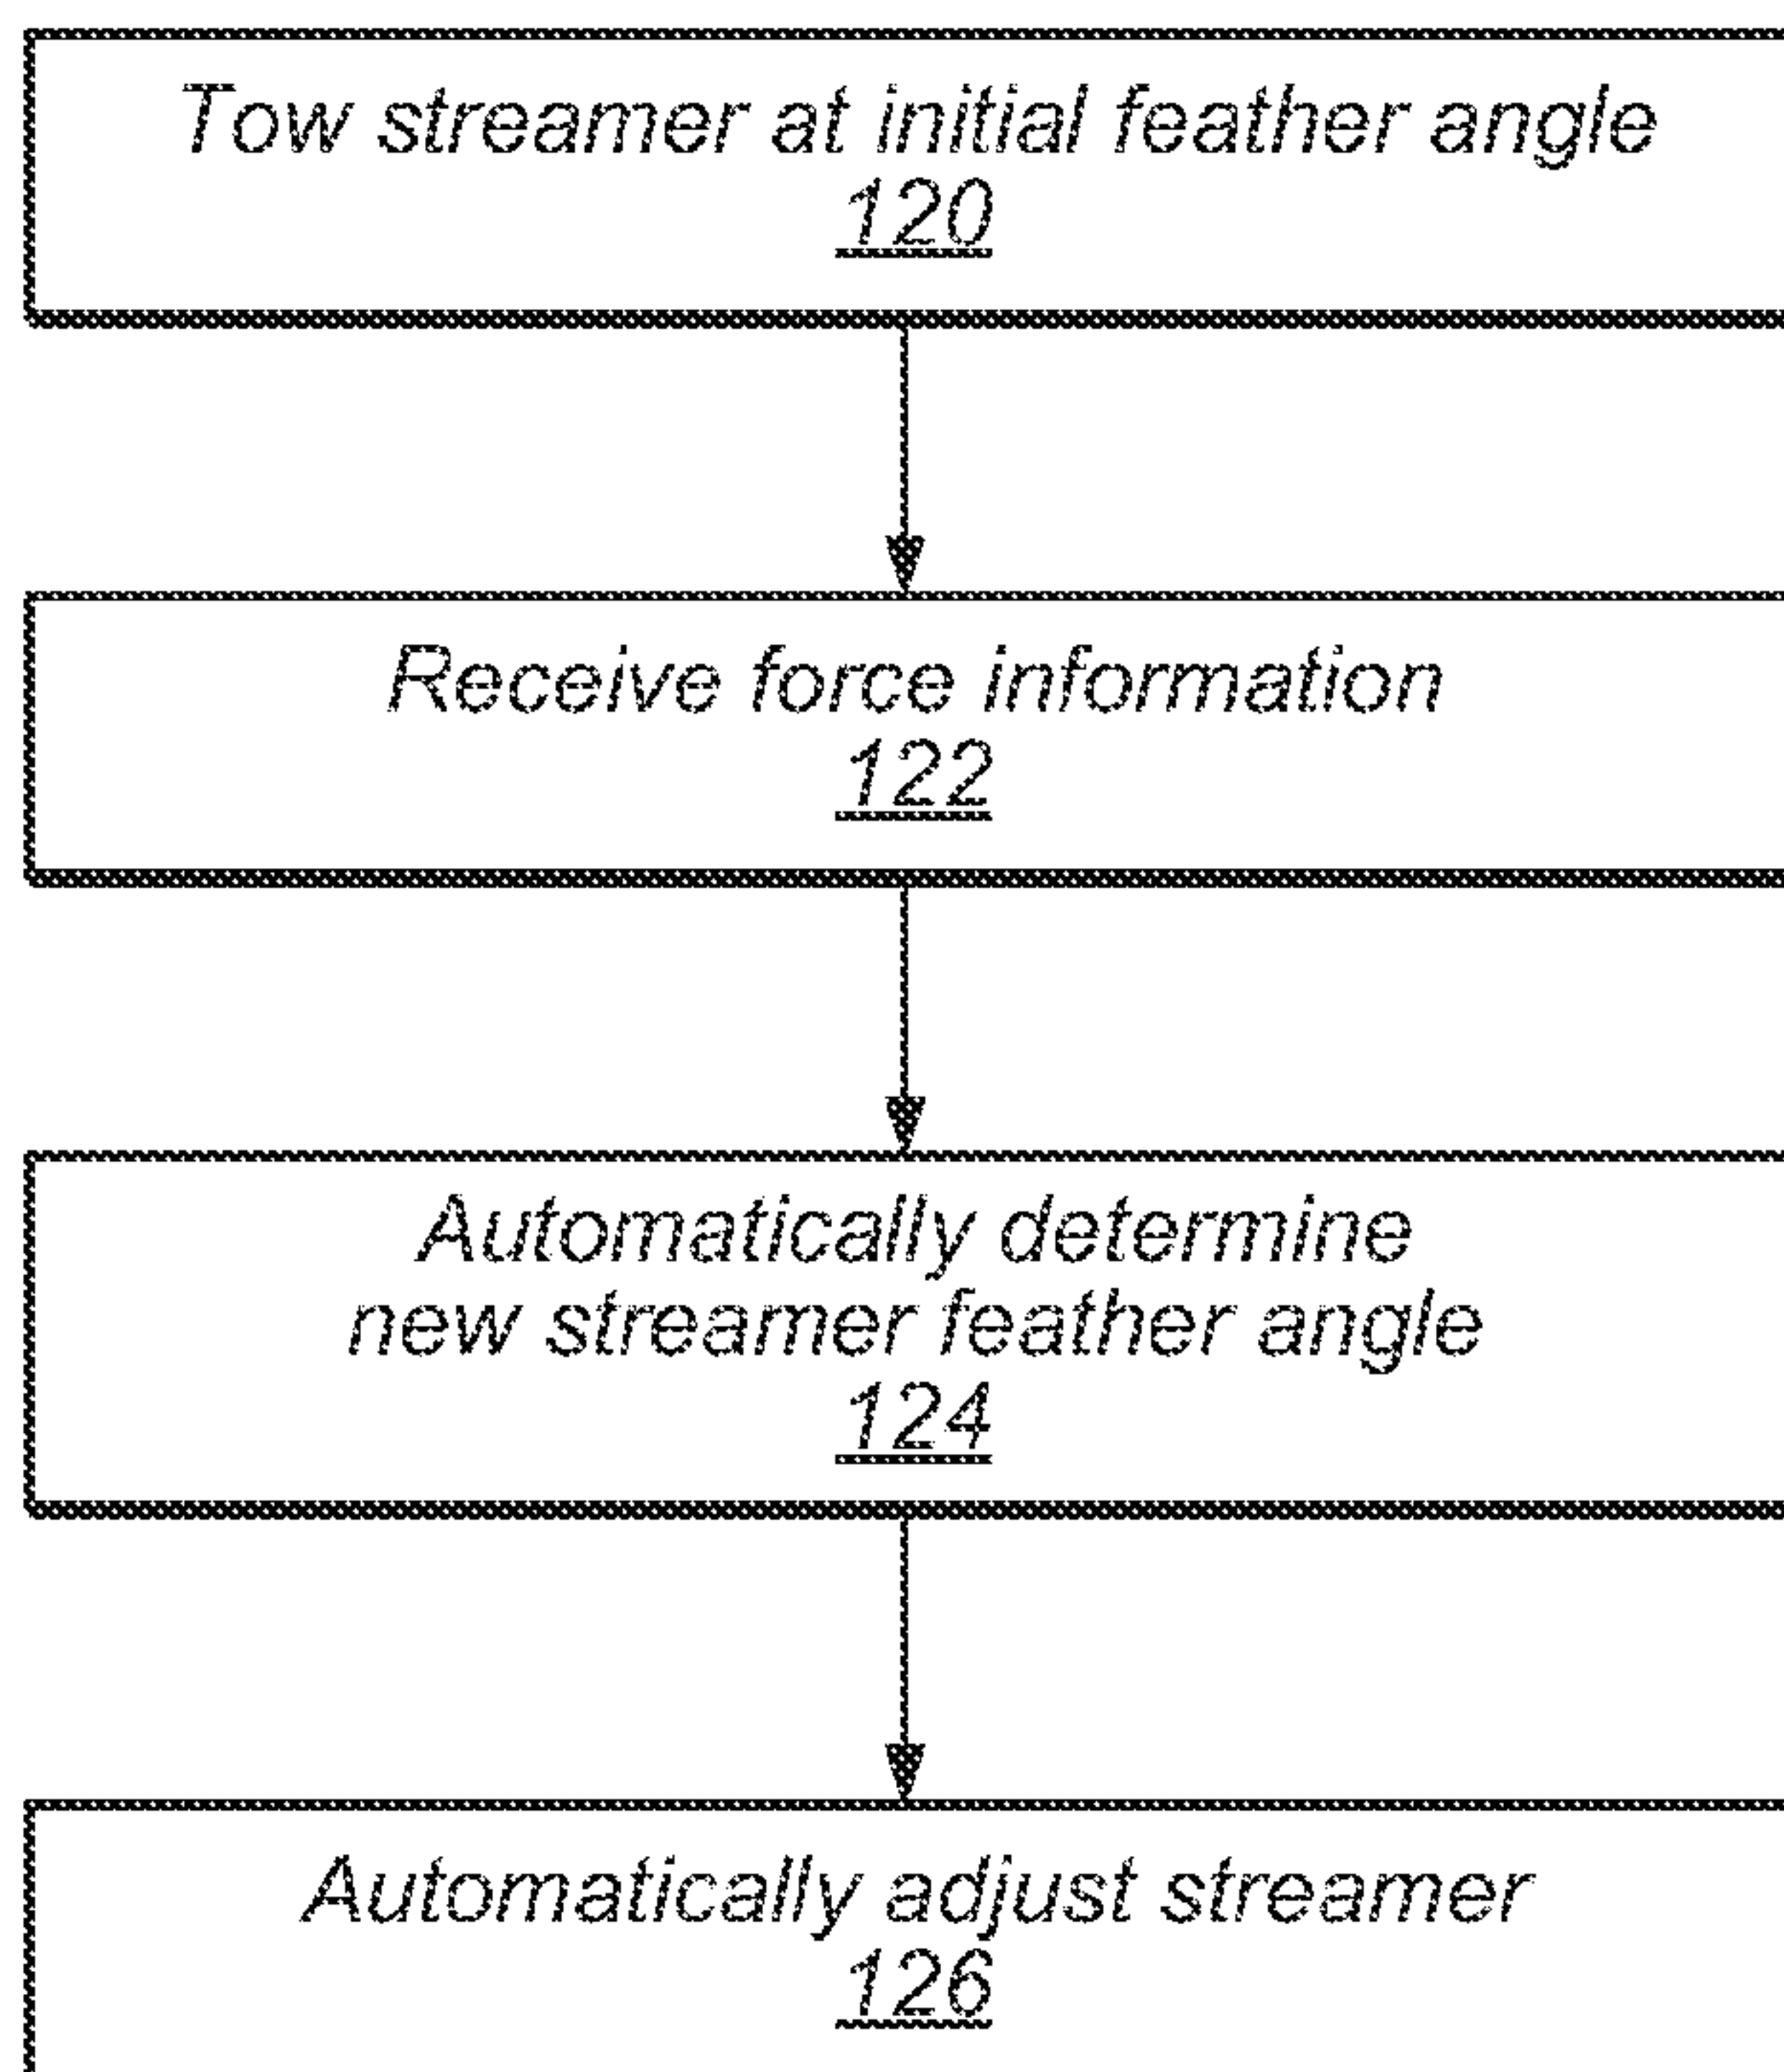 Tow streamer at initial feather angle
120
Receive force information
122
Automatically determine
new streamer feather angle
124
Automatically adjust streamer
126